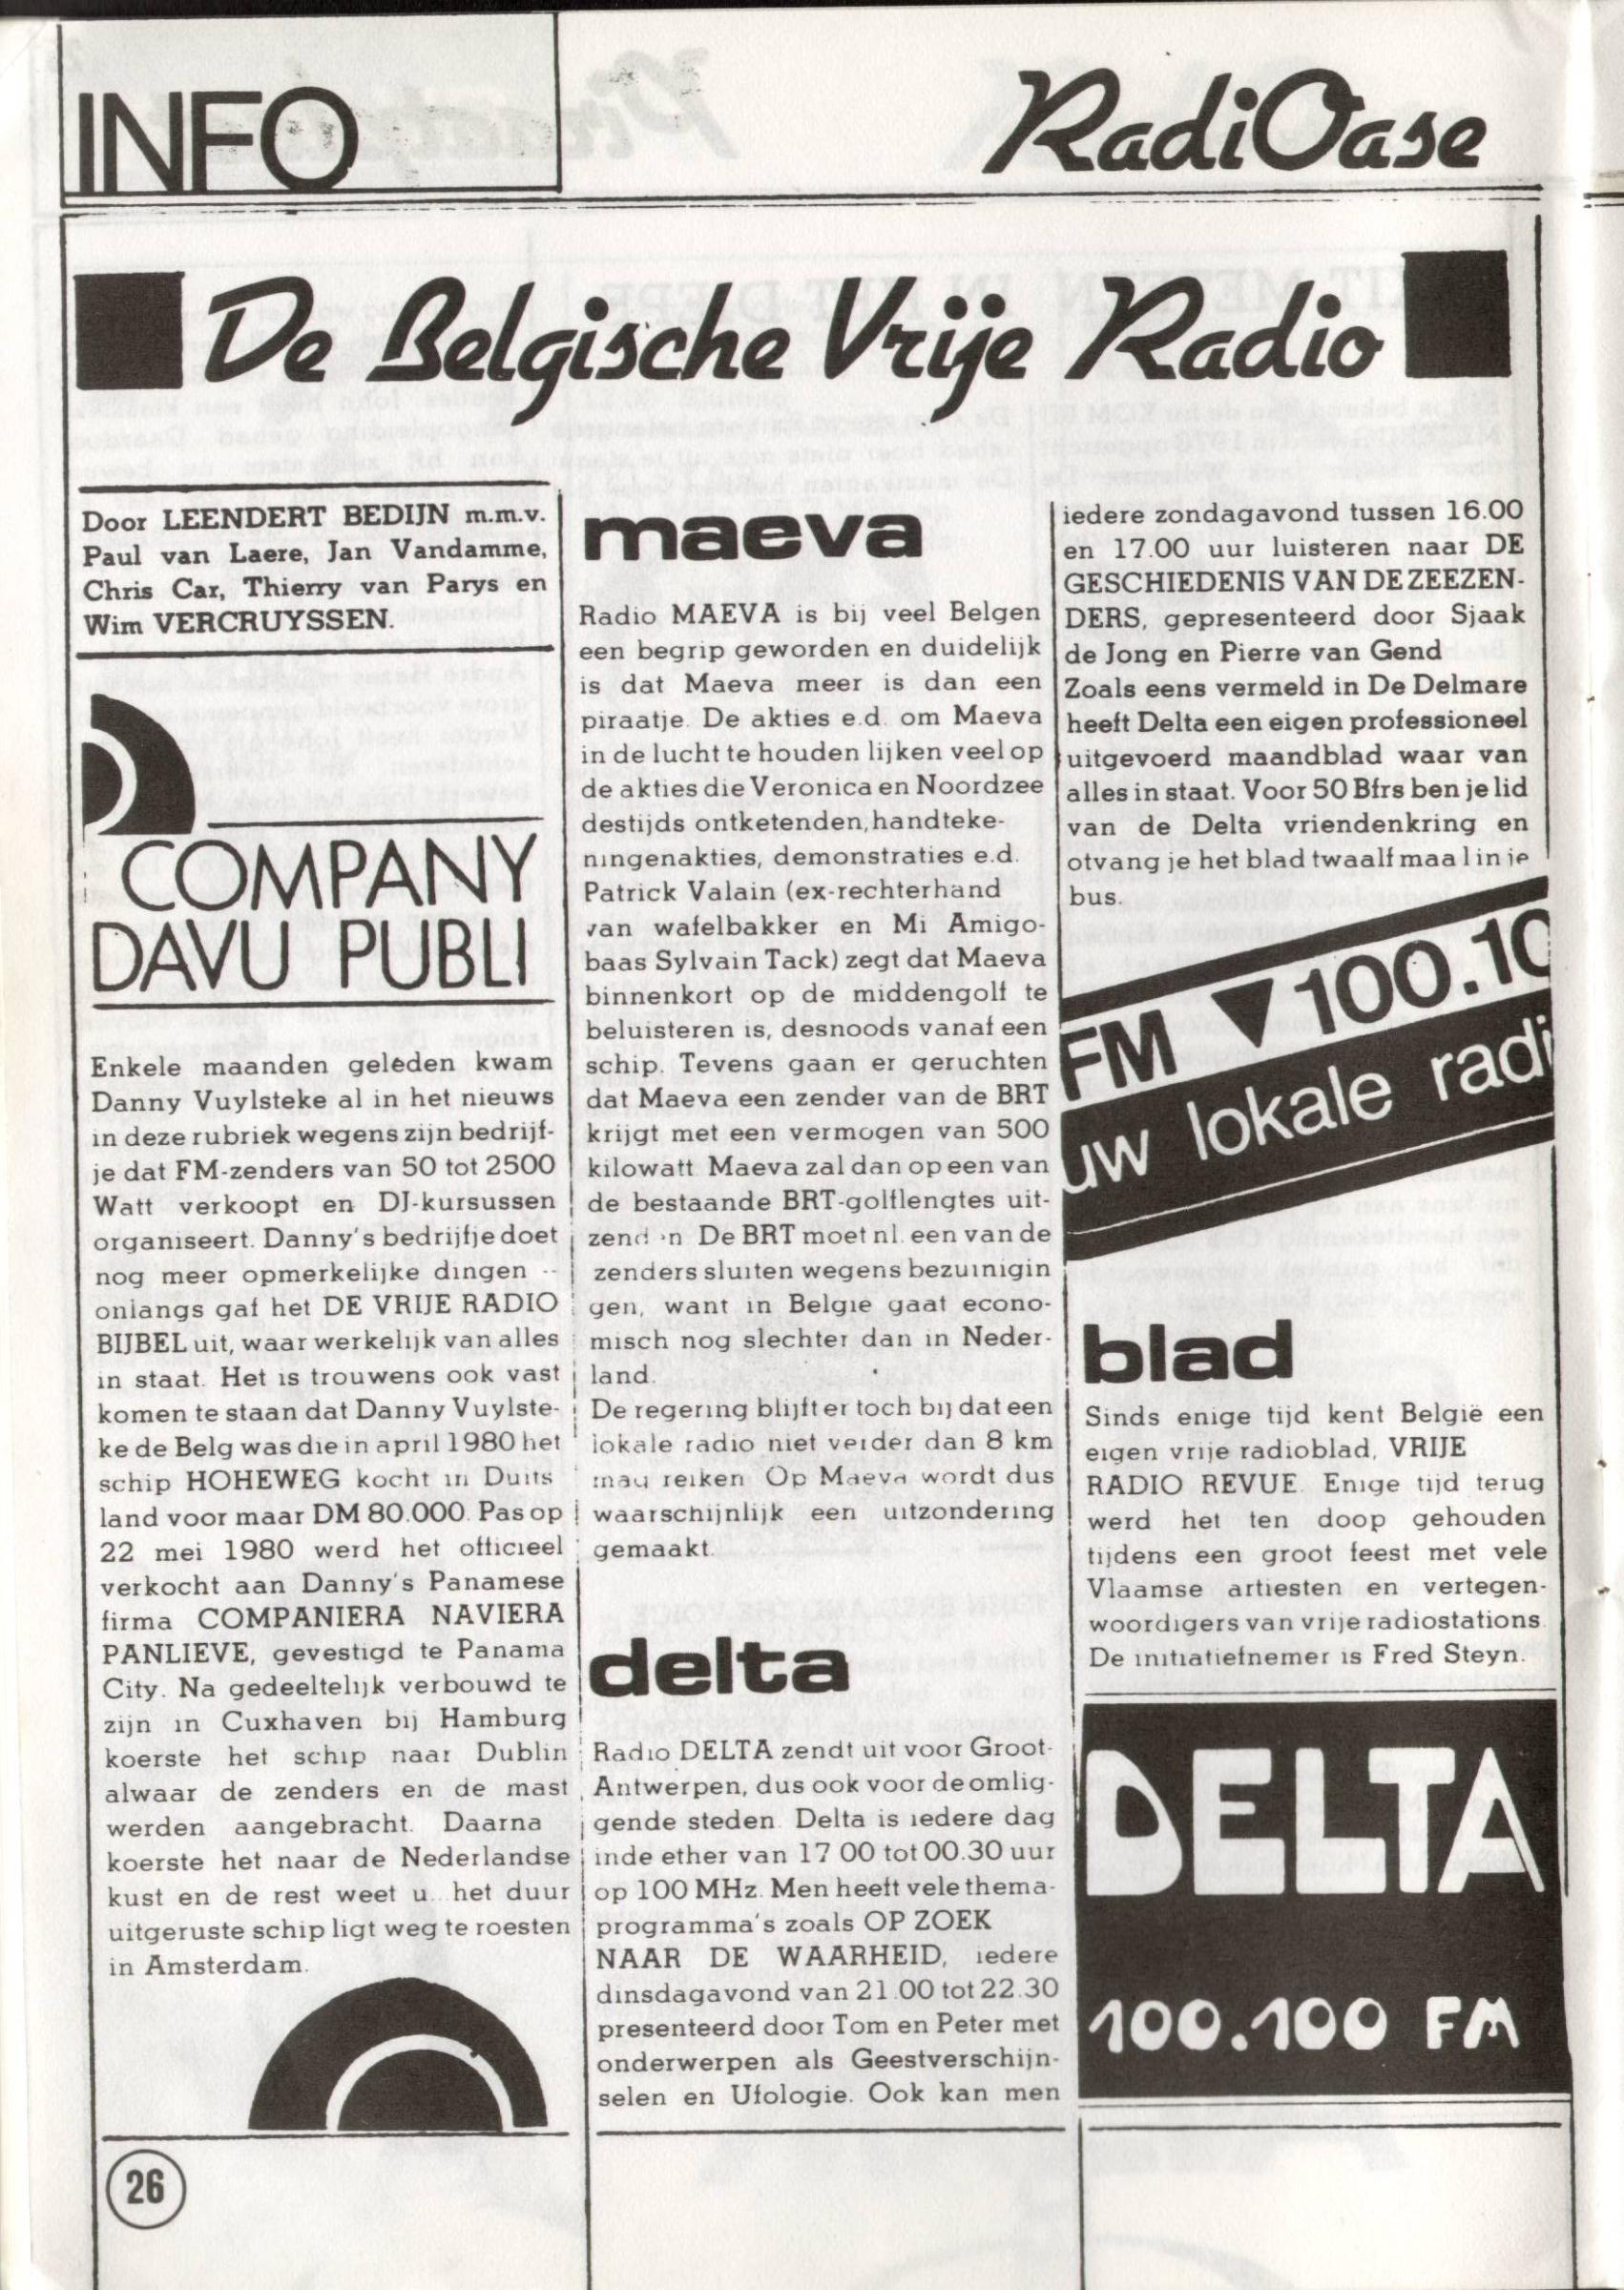 INFO
RadiOase
De Belgische Vrije Radio
Door LEENDERT BEDIJN m.m.v.
Paul van Laere, Jan Vandamme,
Chris Car, Thierry van Parys en
Wim VERCRUYSSEN.
COMPANY
DAVU PUBLI
Enkele maanden geleden kwam
Danny Vuylsteke al in het nieuws
in deze rubriek wegens zijn bedrijf-
je dat FM-zenders van 50 tot 2500
Watt verkoopt en DJ-kursussen
organiseert. Danny's bedrijfje doet
nog meer opmerkelijke dingen --
onlangs gaf het DE VRIJE RADIO
BIJBEL uit, waar werkelijk van alles
in staat. Het is trouwens ook vast
komen te staan dat Danny Vuylste-
ke de Belg was die in april 1980 het
schip HOHEWEG kocht in Duits
land voor maar DM 80.000. Pas op
22 mei 1980 werd het officieel
verkocht aan Danny's Panamese
firma COMPANIERA NAVIERA
PANLIEVE, gevestigd te Panama
City. Na gedeeltelijk verbouwd te
zijn in Cuxhaven bij Hamburg
koerste het schip naar Dublin
alwaar de zenders en de mast
werden aangebracht. Daarna
koerste het naar de Nederlandse
kust en de rest weet u...het duur
uitgeruste schip ligt weg te roesten
in Amsterdam.
26
maeva
Radio MAEVA is bij veel Belgen
een begrip geworden en duidelijk
is dat Maeva meer is dan een
piraatje. De akties e.d. om Maeva
in de lucht te houden lijken veel op
de akties die Veronica en Noordzee
destijds ontketenden,handteke-
ningenakties, demonstraties e.d.
Patrick Valain (ex-rechterhand
van wafelbakker en Mi Amigo-
baas Sylvain Tack) zegt dat Maeva
binnenkort op de middengolf te
beluisteren is, desnoods vanaf een
schip. Tevens gaan er geruchten
dat Maeva een zender van de BRT
krijgt met een vermogen van 500
kilowatt. Maeva zal dan op een van
de bestaande BRT-golflengtes uit-
zend n De BRT moet nl. een van de
zenders sluiten wegens bezuinigin
gen, want in Belgie gaat econo-
misch nog slechter dan in Neder-
land.
De regering blijft er toch bij dat een
lokale radio niet verder dan 8 km
mag reiken. Op Maeva wordt dus
waarschijnlijk een uitzondering
gemaakt.
delta
Radio DELTA zendt uit voor Groot-
Antwerpen, dus ook voor de omlig-
gende steden. Delta is iedere dag
inde ether van 17 00 tot 00.30 uur
op 100 MHz. Men heeft vele thema-
programma's zoals OP ZOEK
NAAR DE WAARHEID, iedere
dinsdagavond van 21.00 tot 22.30
presenteerd door Tom en Peter met
onderwerpen als Geestverschijn-
selen en Ufologie. Ook kan men
iedere zondagavond tussen 16.00
en 17.00 uur luisteren naar DE
GESCHIEDENIS VAN DE ZEEZEN-
DERS, gepresenteerd door Sjaak
de Jong en Pierre van Gend
Zoals eens vermeld in De Delmare
heeft Delta een eigen professioneel
uitgevoerd maandblad waar van
alles in staat. Voor 50 Bfrs ben je lid
van de Delta vriendenkring en
otvang je het blad twaalf maal in je
bus.
FM ▼ 100.10
uw lokale radi
blad
Sinds enige tijd kent België een
eigen vrije radioblad, VRIJE
RADIO REVUE. Enige tijd terug
werd het ten doop gehouden
tijdens een groot feest met vele
Vlaamse artiesten en vertegen-
woordigers van vrije radiostations.
De initiatiefnemer is Fred Steyn.
DELTA
100.100 FM